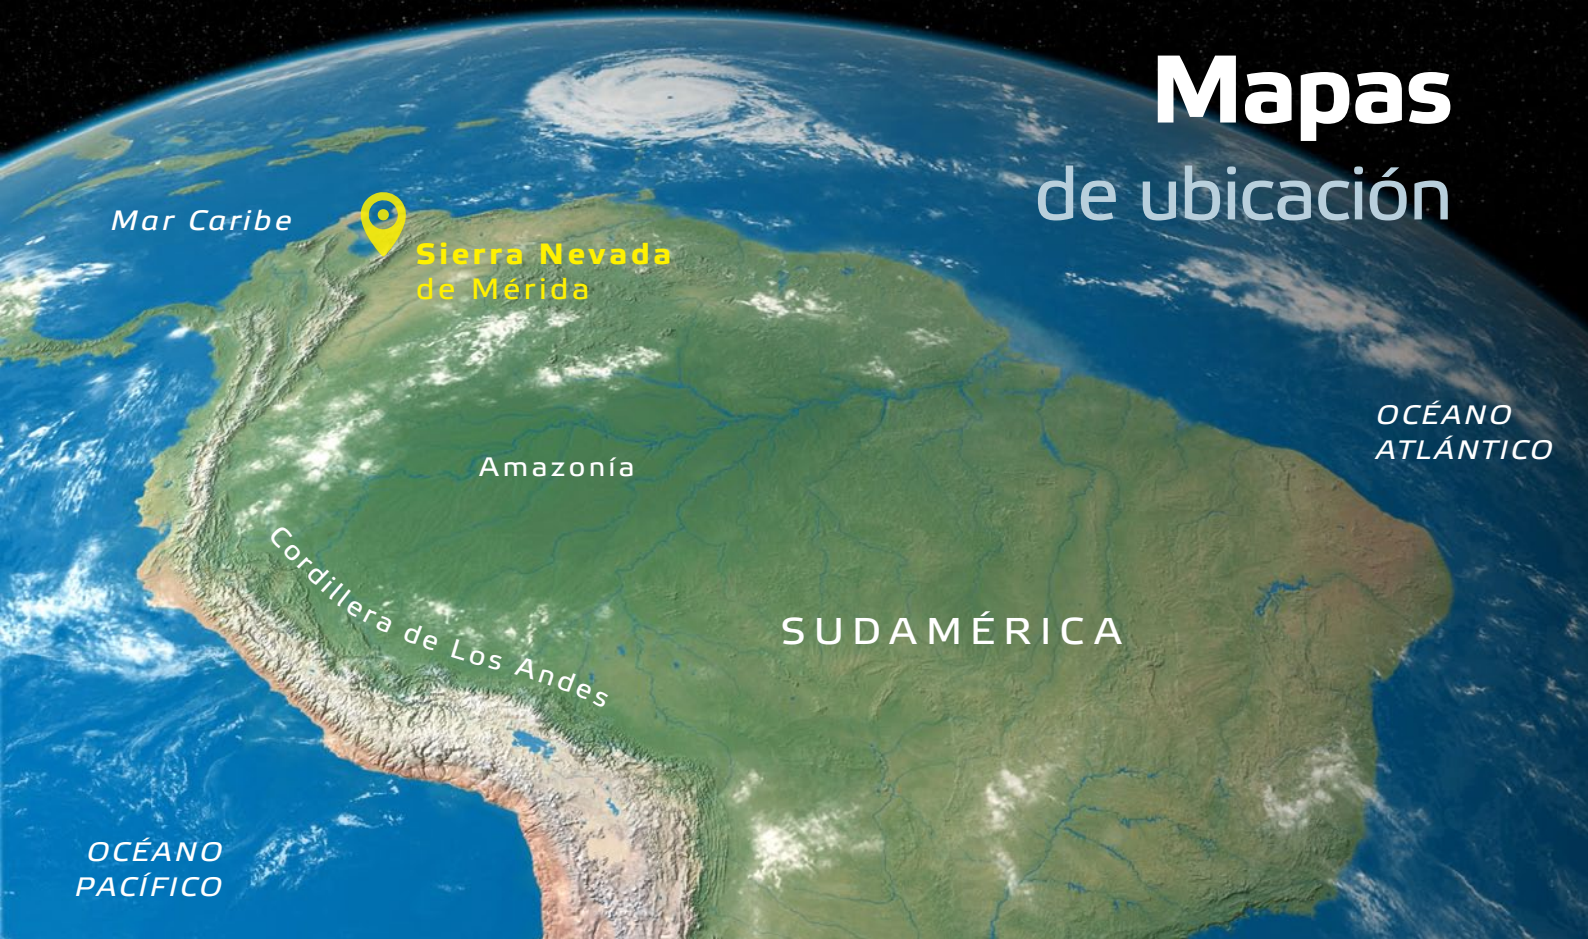 Mapas
de ubicación
Mar Caribe
Sierra Nevada
de Mérida
OCÉANO
ATLÁNTICO
Amazonía
Cordillera de Los Andes
SUDAMÉRICA
OCÉANO
PACÍFICO